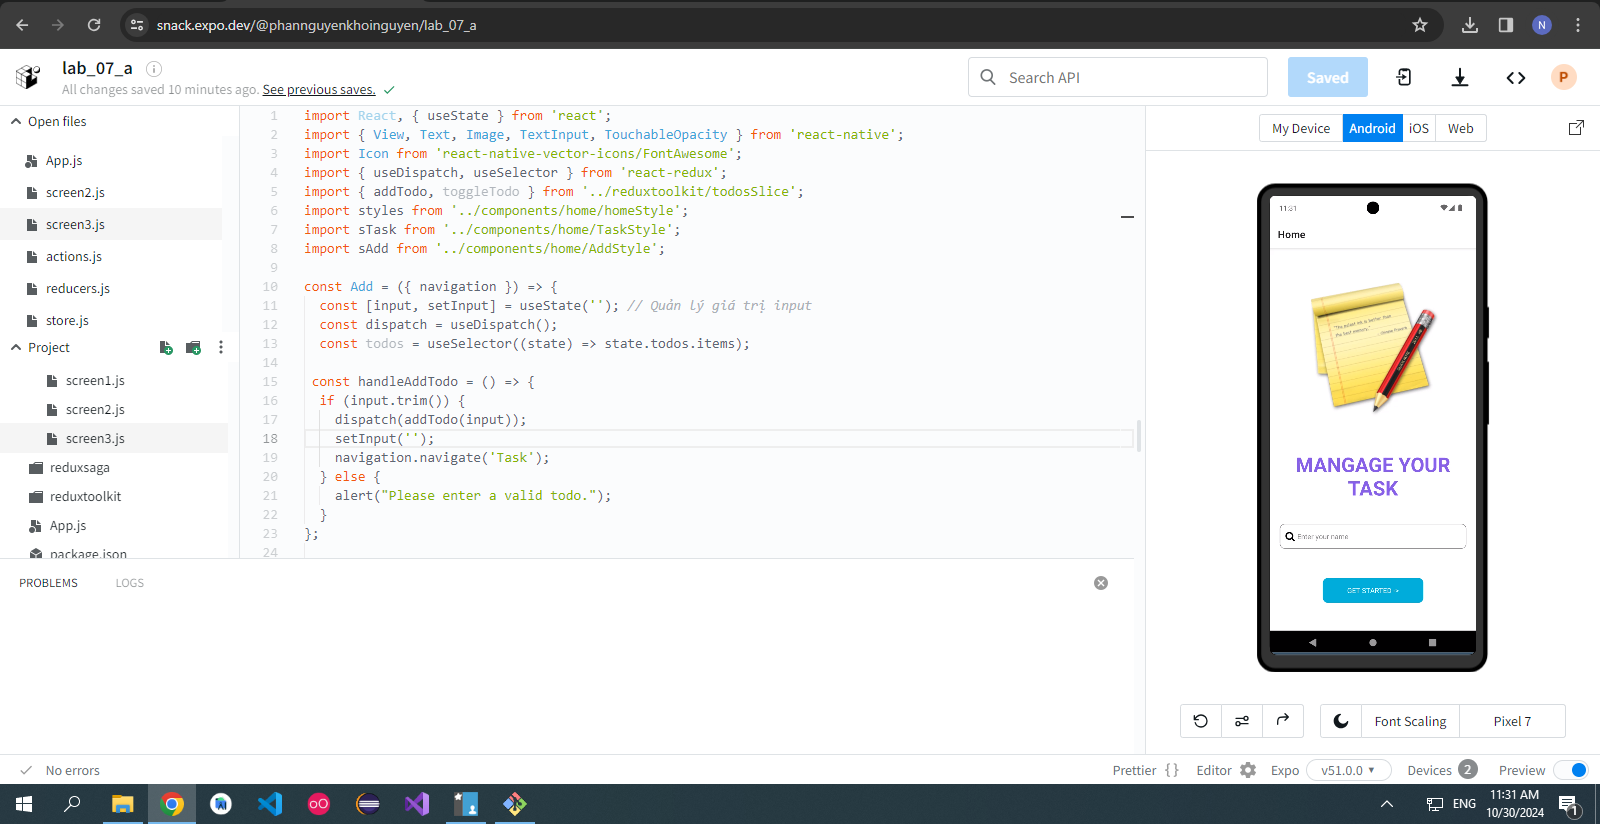 snack.expo.dev/@phannguyenkhoinguyen/lab_07_a
N
lab_07_a
All changes saved 10 minutes ago. See previous saves.
Search API
Saved
P
Open files
App.js
screen2.js
screen3.js
actions.js
reducers.js
store.js
Project
screen1.js
screen2.js
screen3.js
reduxsaga
reduxtoolkit
App.js
package.json
1 import React, { useState } from 'react';
2 import { View, Text, Image, TextInput, TouchableOpacity } from 'react-native';
3 import Icon from 'react-native-vector-icons/FontAwesome';
4 import { useDispatch, useSelector } from 'react-redux';
5 import { addTodo, toggleTodo } from '../reduxtoolkit/todosSlice';
6 import styles from '../components/home/homeStyle';
7 import sTask from '../components/home/TaskStyle';
8 import sAdd from '../components/home/AddStyle';
9
10 const Add = ({ navigation }) => {
11 const [input, setInput] = useState(''); // Quản lý giá trị input
12 const dispatch = useDispatch();
13 const todos = useSelector((state) => state.todos.items);
14
15 const handleAddTodo = () => {
16 if (input.trim()) {
17 dispatch(addTodo(input));
18 setInput('');
19 navigation.navigate('Task');
20 } else {
21 alert("Please enter a valid todo.");
22 }
23 };
24
PROBLEMS
LOGS
My Device
Android
iOS
Web
11:31
Home
MANGAGE YOUR
TASK
Enter your name
GET STARTED ->
Font Scaling
Pixel 7
No errors
Prettier { }
Editor
Expo
v51.0.0
Devices 2
Preview
ENG
11:31 AM
10/30/2024
1